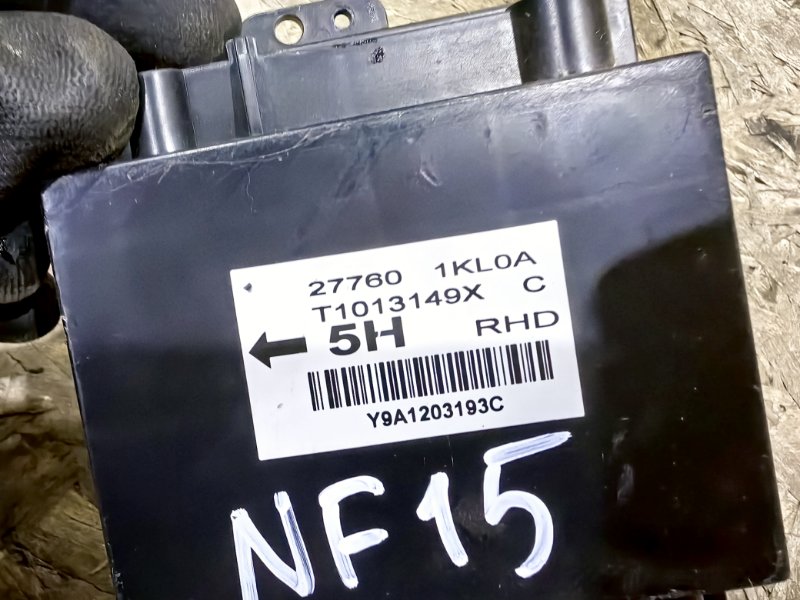 27760 1KL0A
T1013149X C
5H RHD
Y9A1203193C
NF15